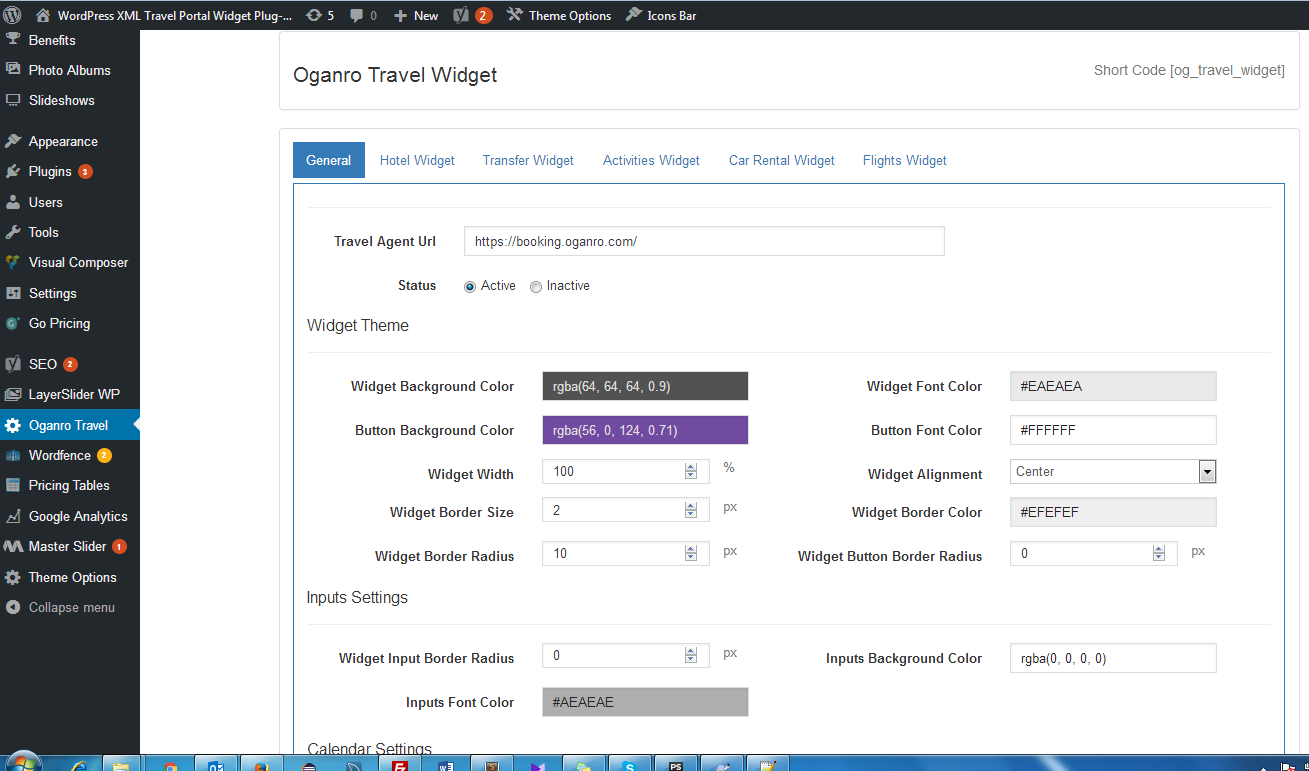 WordPress XML Travel Portal Widget Plug-... 5 0 New 2 Theme Options Icons Bar
Benefits
Photo Albums
Slideshows
Appearance
Plugins 3
Users
Tools
Visual Composer
Settings
Go Pricing
SEO 2
LayerSlider WP
Oganro Travel
Wordfence 2
Pricing Tables
Google Analytics
Master Slider 1
Theme Options
Collapse menu
Oganro Travel Widget
Short Code [og_travel_widget]
General Hotel Widget Transfer Widget Activities Widget Car Rental Widget Flights Widget
Travel Agent Url https://booking.oganro.com/
Status Active Inactive
Widget Theme
Widget Background Color rgba(64, 64, 64, 0.9) Widget Font Color #EAEAEA
Button Background Color rgba(56, 0, 124, 0.71) Button Font Color #FFFFFF
Widget Width 100 % Widget Alignment Center
Widget Border Size 2 px Widget Border Color #EFEFEF
Widget Border Radius 10 px Widget Button Border Radius 0 px
Inputs Settings
Widget Input Border Radius 0 px Inputs Background Color rgba(0, 0, 0, 0)
Inputs Font Color #AEAEAE
Calendar Settings